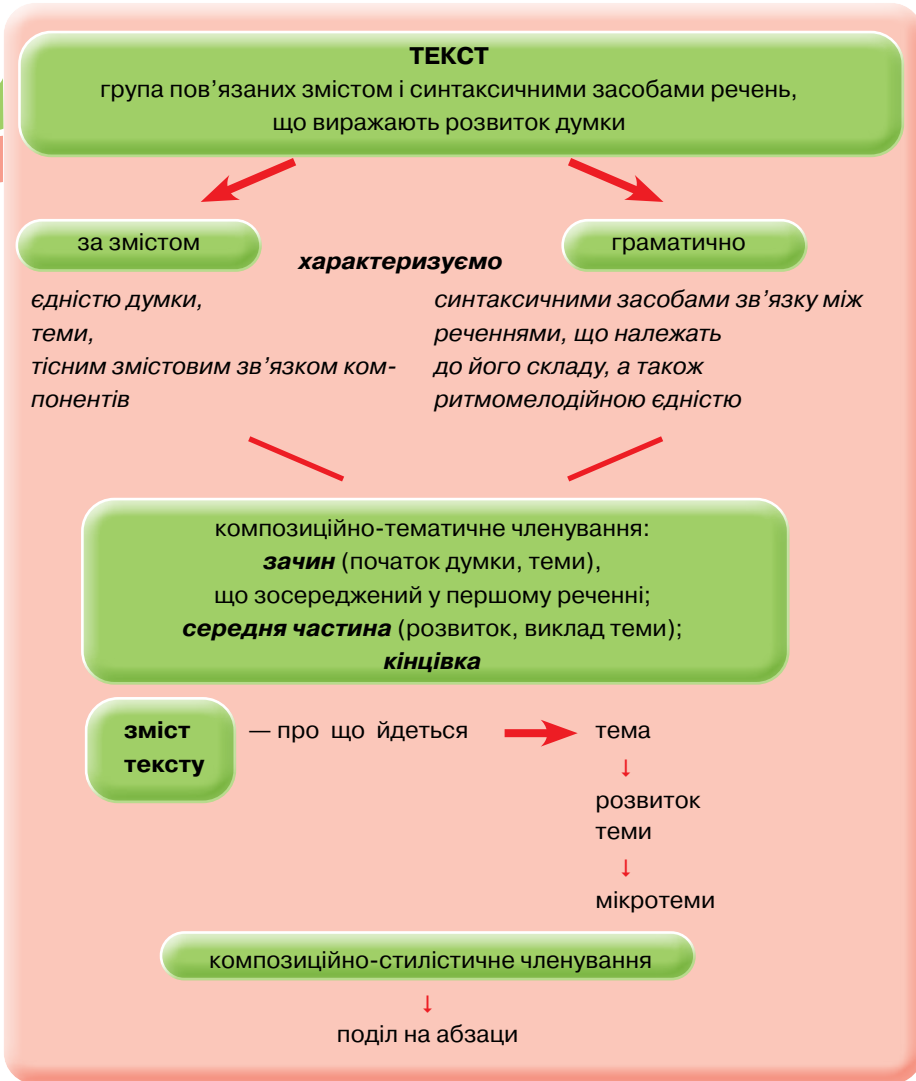 ТЕКСТ
група пов’язаних змістом і синтаксичними засобами речень,
що виражають розвиток думки
за змістом
граматично
характеризуємо
єдністю думки,
теми,
тісним змістовим зв’язком ком-
понентів
синтаксичними засобами зв’язку між
реченнями, що належать
до його складу, а також
ритмомелодійною єдністю
композиційно-тематичне членування:
зачин (початок думки, теми),
що зосереджений у першому реченні;
середня частина (розвиток, виклад теми);
кінцівка
зміст
тексту
— про що йдеться
тема
↓
розвиток
теми
↓
мікротеми
композиційно-стилістичне членування
↓
поділ на абзаци